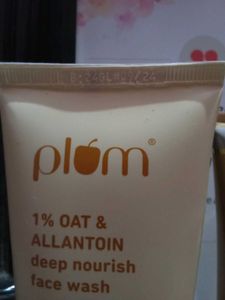 plum®
1% OAT &
ALLANTOIN
deep nourish
face wash